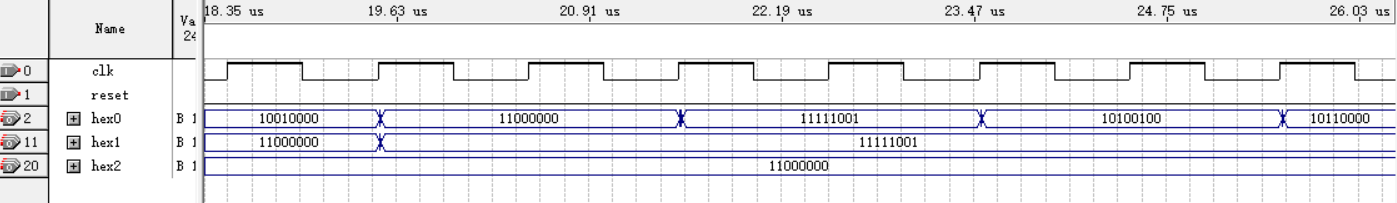 18.35 us 19.63 us 20.91 us 22.19 us 23.47 us 24.75 us 26.03 us
Name Va
24
0 clk
1 reset
2 hex0 B 1 10010000 11000000 11111001 10100100 10110000
11 hex1 B 1 11000000 11111001
20 hex2 B 1 11000000